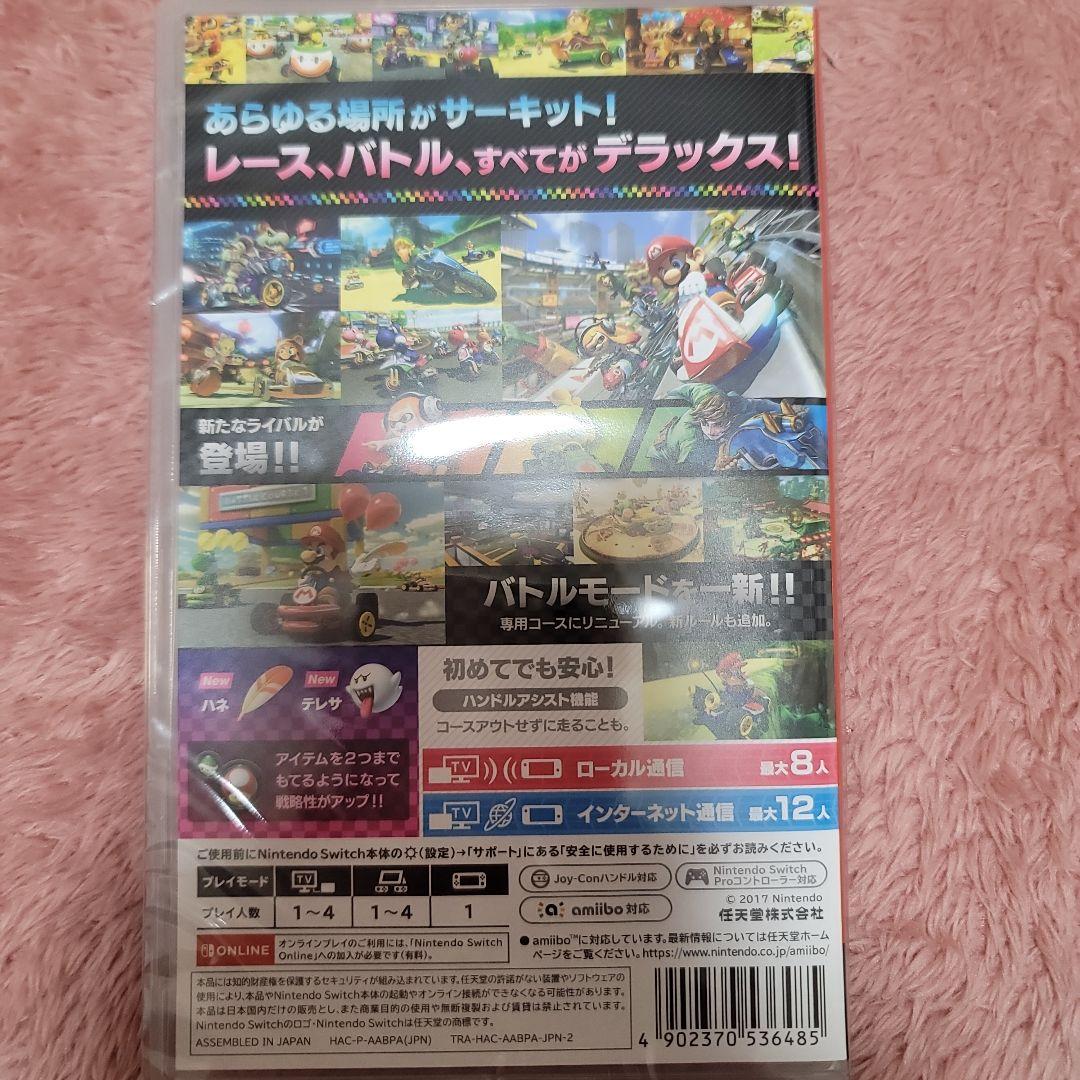 あらゆる場所がサーキット!
レース、バトル、すべてが デラックス!
新たなライバルが
登場!!
バトルモードを一新!!
専用コースにリニューアル。新ルールも追加。
New
ハネ
New
テレサ
初めてでも安心!
ハンドルアシスト機能
コースアウトせずに走ることも。
アイテムを2つまで
もてるようになって
戦略性がアップ!!
TV ローカル通信 最大8人
TV インターネット通信 最大12人
ご使用前にNintendo Switch本体の(設定)→「サポート」にある「安全に使用するために」を必ずお読みください。
プレイモード TV
プレイ人数 1～4 1～4 1
Joy-Conハンドル対応
Nintendo Switch
Proコントローラー対応
amiibo 対応
© 2017 Nintendo
任天堂株式会社
ONLINE
オンラインプレイのご利用には、「Nintendo Switch
Online」への加入が必要です(有料)。
●amiibo™に対応しています。最新情報については任天堂ホーム
ページをご覧ください。https://www.nintendo.co.jp/amiibo/
本品には知的財産権を保護するセキュリティが組み込まれています。任天堂の許諾がない装置やソフトウェアの
使用により、本品やNintendo Switch本体の起動やオンライン接続ができなくなる可能性があります。
本品は日本国内だけの販売とし、また商業目的の使用や無断複製および賃貸は禁止されています。
Nintendo Switchのロゴ・Nintendo Switchは任天堂の商標です。
ASSEMBLED IN JAPAN HAC-P-AABPA(JPN) TRA-HAC-AABPA-JPN-2
4 902370 536485